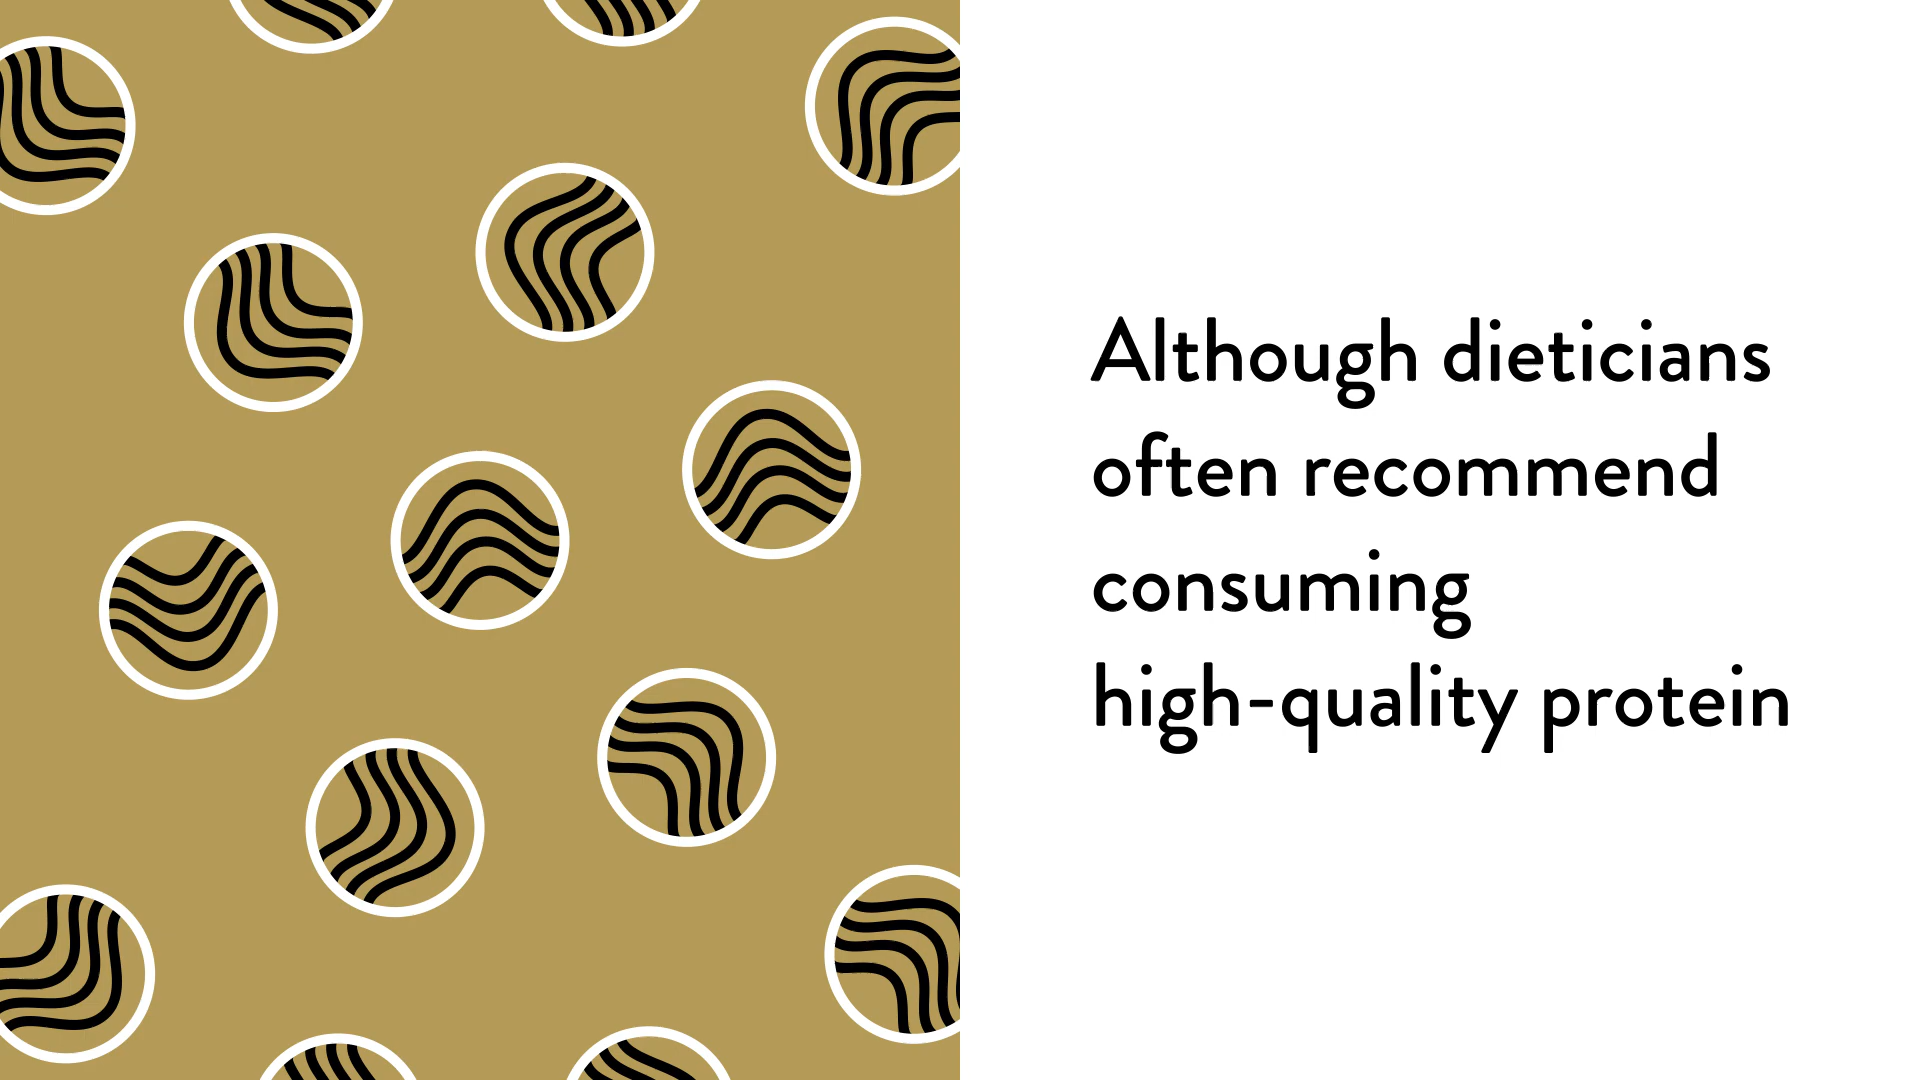 Although dieticians
often recommend
consuming
high-quality protein